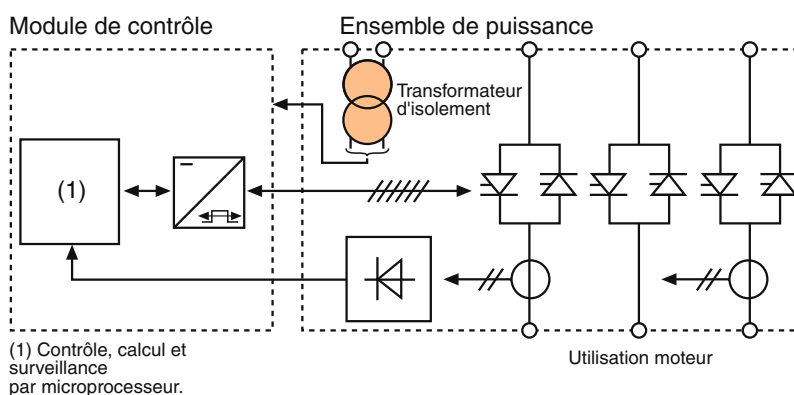 Module de contrôle
Ensemble de puissance
Transformateur
d'isolement
(1)
(1) Contrôle, calcul et
surveillance
par microprocesseur.
Utilisation moteur